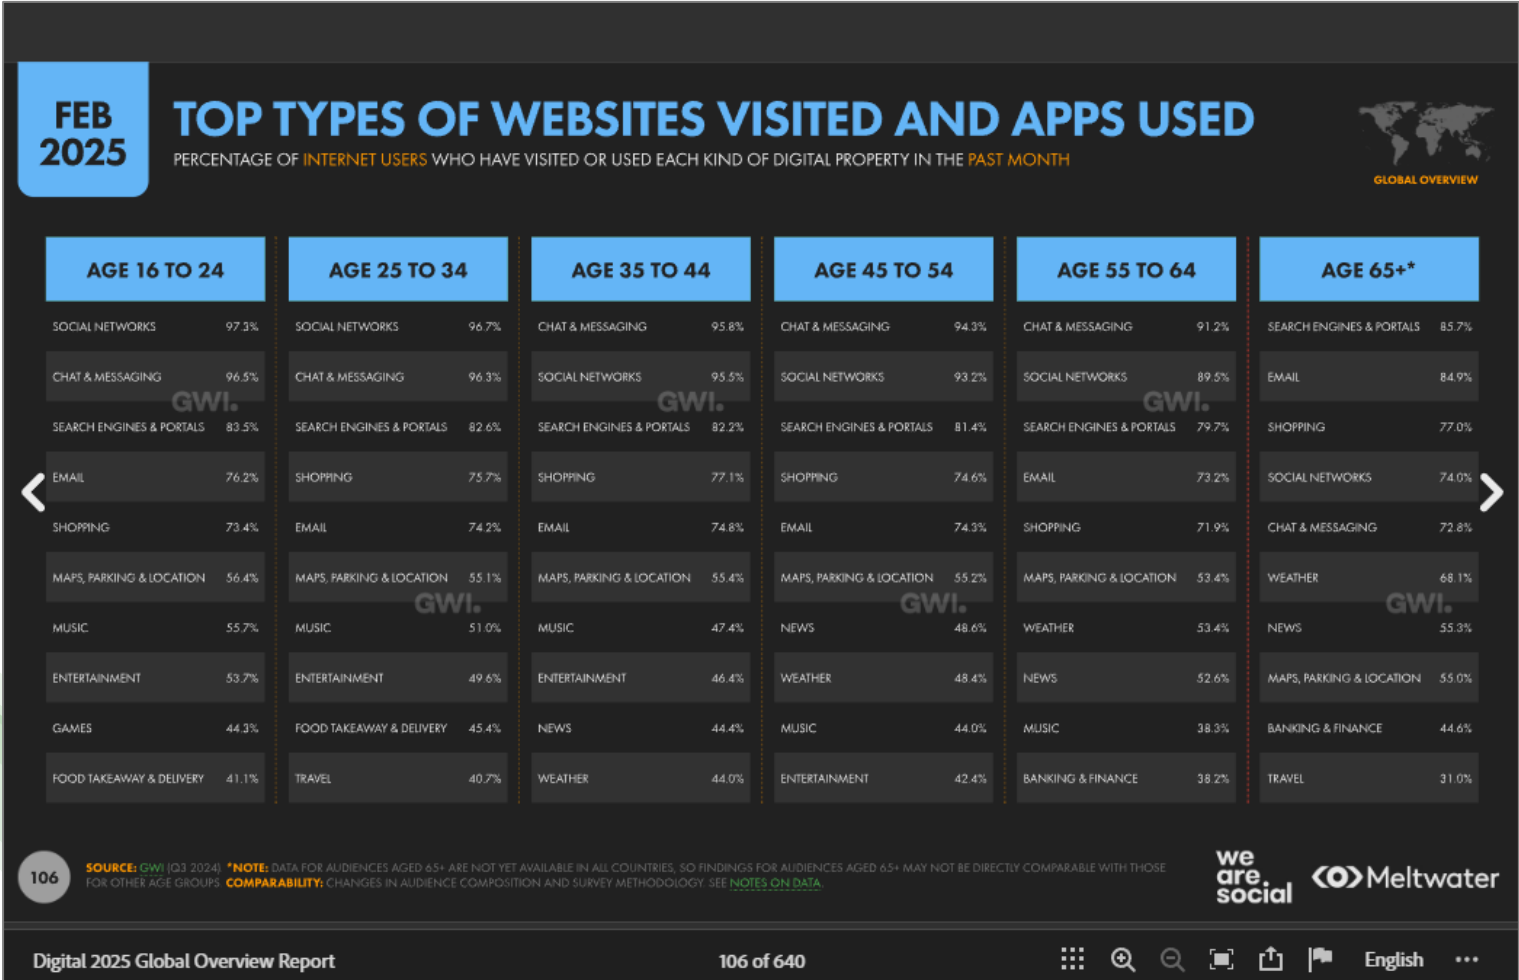 FEB
2025
TOP TYPES OF WEBSITES VISITED AND APPS USED
PERCENTAGE OF INTERNET USERS WHO HAVE VISITED OR USED EACH KIND OF DIGITAL PROPERTY IN THE PAST MONTH
GLOBAL OVERVIEW
AGE 16 TO 24
SOCIAL NETWORKS 97.3%
CHAT & MESSAGING 96.5%
SEARCH ENGINES & PORTALS 83.5%
EMAIL 76.2%
SHOPPING 73.4%
MAPS, PARKING & LOCATION 56.4%
MUSIC 55.7%
ENTERTAINMENT 53.7%
GAMES 44.3%
FOOD TAKEAWAY & DELIVERY 41.1%
GWI.
AGE 25 TO 34
SOCIAL NETWORKS 96.7%
CHAT & MESSAGING 96.3%
SEARCH ENGINES & PORTALS 82.6%
SHOPPING 75.7%
EMAIL 74.2%
MAPS, PARKING & LOCATION 55.1%
MUSIC 51.0%
ENTERTAINMENT 49.6%
FOOD TAKEAWAY & DELIVERY 45.4%
TRAVEL 40.7%
GWI.
AGE 35 TO 44
CHAT & MESSAGING 95.8%
SOCIAL NETWORKS 95.5%
SEARCH ENGINES & PORTALS 82.2%
SHOPPING 77.1%
EMAIL 74.8%
MAPS, PARKING & LOCATION 55.4%
MUSIC 47.4%
ENTERTAINMENT 46.4%
NEWS 44.4%
WEATHER 44.0%
GWI.
AGE 45 TO 54
CHAT & MESSAGING 94.3%
SOCIAL NETWORKS 93.2%
SEARCH ENGINES & PORTALS 81.4%
SHOPPING 74.6%
EMAIL 74.3%
MAPS, PARKING & LOCATION 55.2%
NEWS 48.6%
WEATHER 48.4%
MUSIC 44.0%
ENTERTAINMENT 42.4%
GWI.
AGE 55 TO 64
CHAT & MESSAGING 91.2%
SOCIAL NETWORKS 89.5%
SEARCH ENGINES & PORTALS 79.7%
EMAIL 73.2%
SHOPPING 71.9%
MAPS, PARKING & LOCATION 53.4%
WEATHER 53.4%
NEWS 52.6%
MUSIC 38.3%
BANKING & FINANCE 38.2%
GWI.
AGE 65+*
SEARCH ENGINES & PORTALS 85.7%
EMAIL 84.9%
SHOPPING 77.0%
SOCIAL NETWORKS 74.0%
CHAT & MESSAGING 72.8%
WEATHER 68.1%
NEWS 55.3%
MAPS, PARKING & LOCATION 55.0%
BANKING & FINANCE 44.6%
TRAVEL 31.0%
GWI.
106
SOURCE: GWI (Q3 2024) *NOTE: DATA FOR AUDIENCES AGED 65+ ARE NOT YET AVAILABLE IN ALL COUNTRIES, SO FINDINGS FOR AUDIENCES AGED 65+ MAY NOT BE DIRECTLY COMPARABLE WITH THOSE
FOR OTHER AGE GROUPS. COMPARABILITY: CHANGES IN AUDIENCE COMPOSITION AND SURVEY METHODOLOGY. SEE NOTES ON DATA.
we
are.
social
Meltwater
Digital 2025 Global Overview Report
106 of 640
English